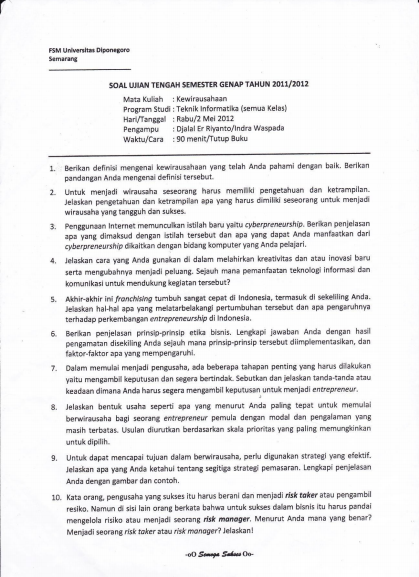 FSM Universitas Diponegoro
Semarang
SOAL UJIAN TENGAH SEMESTER GENAP TAHUN 2011/2012
Mata Kuliah : Kewirausahaan
Program Studi : Teknik Informatika (semua Kelas)
Hari/Tanggal : Rabu/2 Mei 2012
Pengampu : Djalal Er Riyanto/Indra Waspada
Waktu/Cara : 90 menit/Tutup Buku
1. Berikan definisi mengenai kewirausahaan yang telah Anda pahami dengan baik. Berikan
pandangan Anda mengenai definisi tersebut.
2. Untuk menjadi wirausaha seseorang harus memiliki pengetahuan dan ketrampilan.
Jelaskan pengetahuan dan ketrampilan apa yang harus dimiliki seseorang untuk menjadi
wirausaha yang tangguh dan sukses.
3. Penggunaan Internet memunculkan istilah baru yaitu cyberpreneurship. Berikan penjelasan
apa yang dimaksud dengan istilah tersebut dan apa yang dapat Anda manfaatkan dari
cyberpreneurship dikaitkan dengan bidang komputer yang Anda pelajari.
4. Jelaskan cara yang Anda gunakan di dalam melahirkan kreativitas dan atau inovasi baru
serta mengubahnya menjadi peluang. Sejauh mana pemanfaatan teknologi informasi dan
komunikasi untuk mendukung kegiatan tersebut?
5. Akhir-akhir ini franchising tumbuh sangat cepat di Indonesia, termasuk di sekeliling Anda.
Jelaskan hal-hal apa yang melatarbelakangi pertumbuhan tersebut dan apa pengaruhnya
terhadap perkembangan entrepreneurship di Indonesia.
6. Berikan penjelasan prinsip-prinsip etika bisnis. Lengkapi jawaban Anda dengan hasil
pengamatan disekiling Anda sejauh mana prinsip-prinsip tersebut diimplementasikan, dan
faktor-faktor apa yang mempengaruhi.
7. Dalam memulai menjadi pengusaha, ada beberapa tahapan penting yang harus dilakukan
yaitu mengambil keputusan dan segera bertindak. Sebutkan dan jelaskan tanda-tanda atau
keadaan dimana Anda harus segera mengambil keputusan untuk menjadi entrepreneur.
8. Jelaskan bentuk usaha seperti apa yang menurut Anda paling tepat untuk memulai
berwirausaha bagi seorang entrepreneur pemula dengan modal dan pengalaman yang
masih terbatas. Usulan diurutkan berdasarkan skala prioritas yang paling memungkinkan
untuk dipilih.
9. Untuk dapat mencapai tujuan dalam berwirausaha, perlu digunakan strategi yang efektif.
Jelaskan apa yang Anda ketahui tentang segitiga strategi pemasaran. Lengkapi penjelasan
Anda dengan gambar dan contoh.
10. Kata orang, pengusaha yang sukses itu harus berani dan menjadi risk taker atau pengambil
resiko. Namun di sisi lain orang berkata bahwa untuk sukses dalam bisnis itu harus pandai
mengelola risiko atau menjadi seorang risk manager. Menurut Anda mana yang benar?
Menjadi seorang risk taker atau risk manager? Jelaskan!
-oO Semoga Sukses Oo-